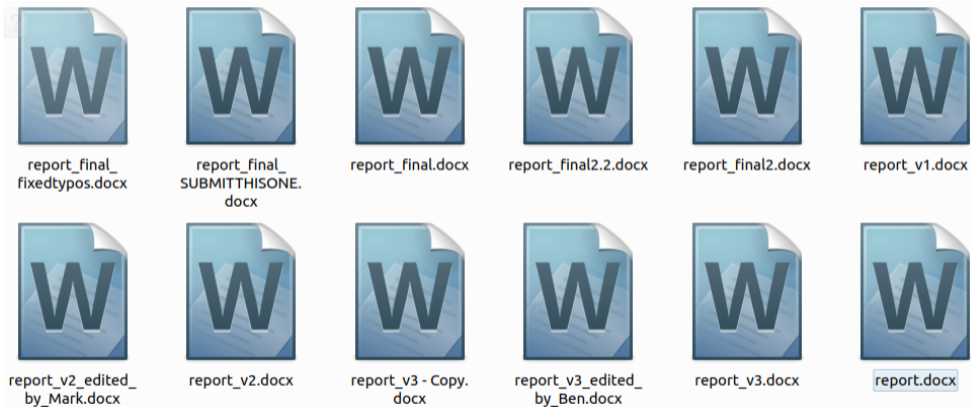 W W W W W W
report_final_ report_final_ report_final.docx report_final2.2.docx report_final2.docx report_v1.docx
fixedtypos.docx SUBMITTHISONE.
docx
W W W W W W
report_v2_edited_ report_v2.docx report_v3 - Copy. report_v3_edited_ report_v3.docx report.docx
by_Mark.docx docx by_Ben.docx